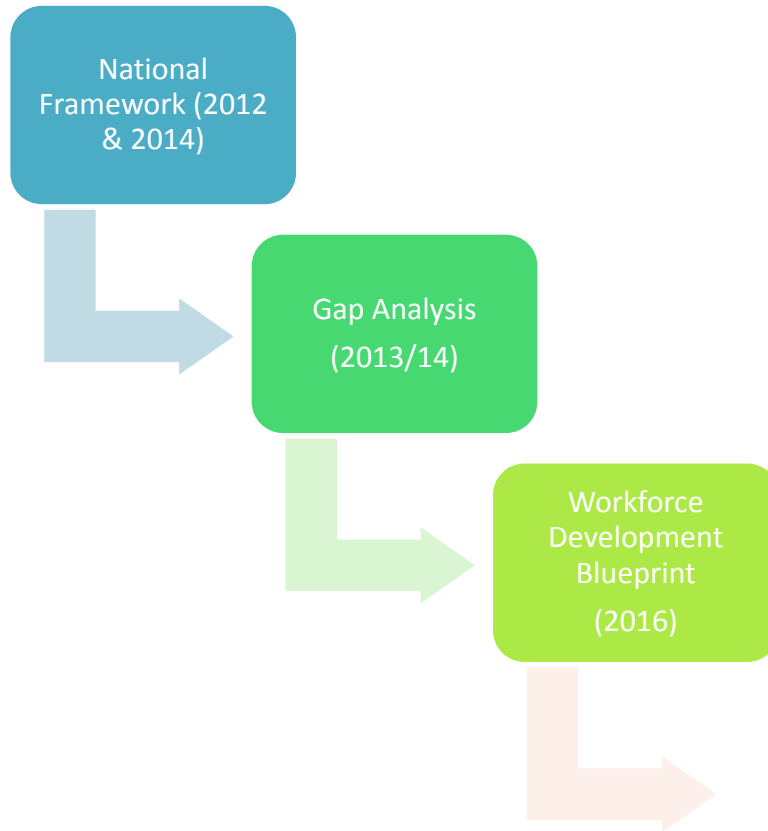 National
Framework (2012
& 2014)
Gap Analysis
(2013/14)
Workforce
Development
Blueprint
(2016)